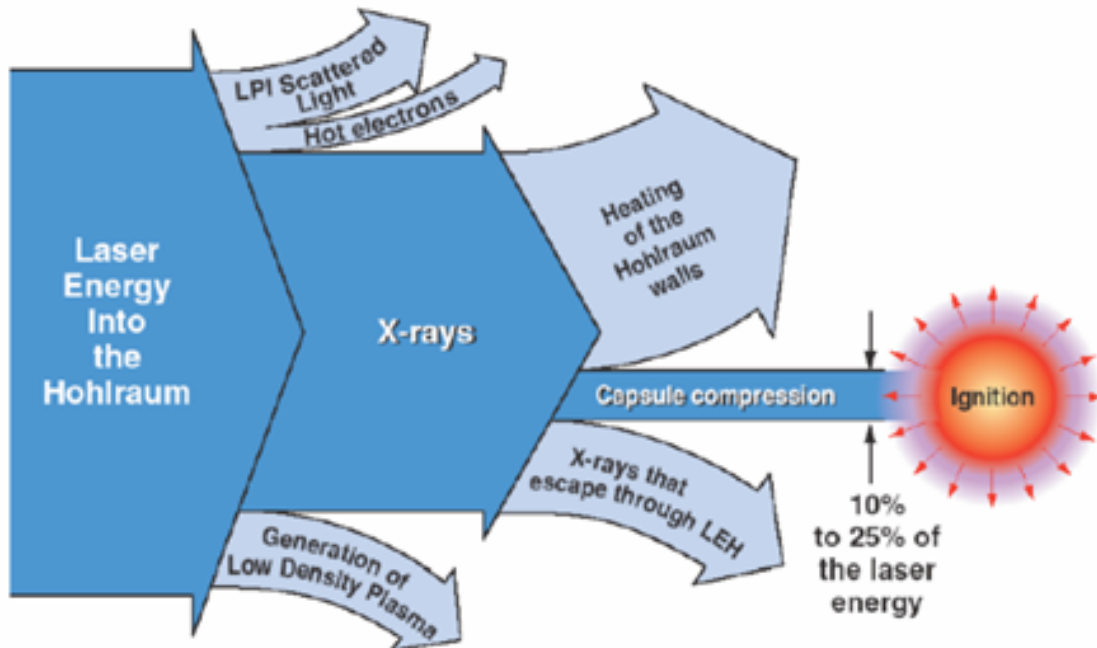 LPI Scattered
Light
Hot electrons
Laser
Energy
Into
the
Hohlraum
X-rays
Heating
of the
Hohlraum
walls
Capsule compression
Ignition
X-rays that
escape through LEH
Generation of
Low Density Plasma
10%
to 25% of
the laser
energy